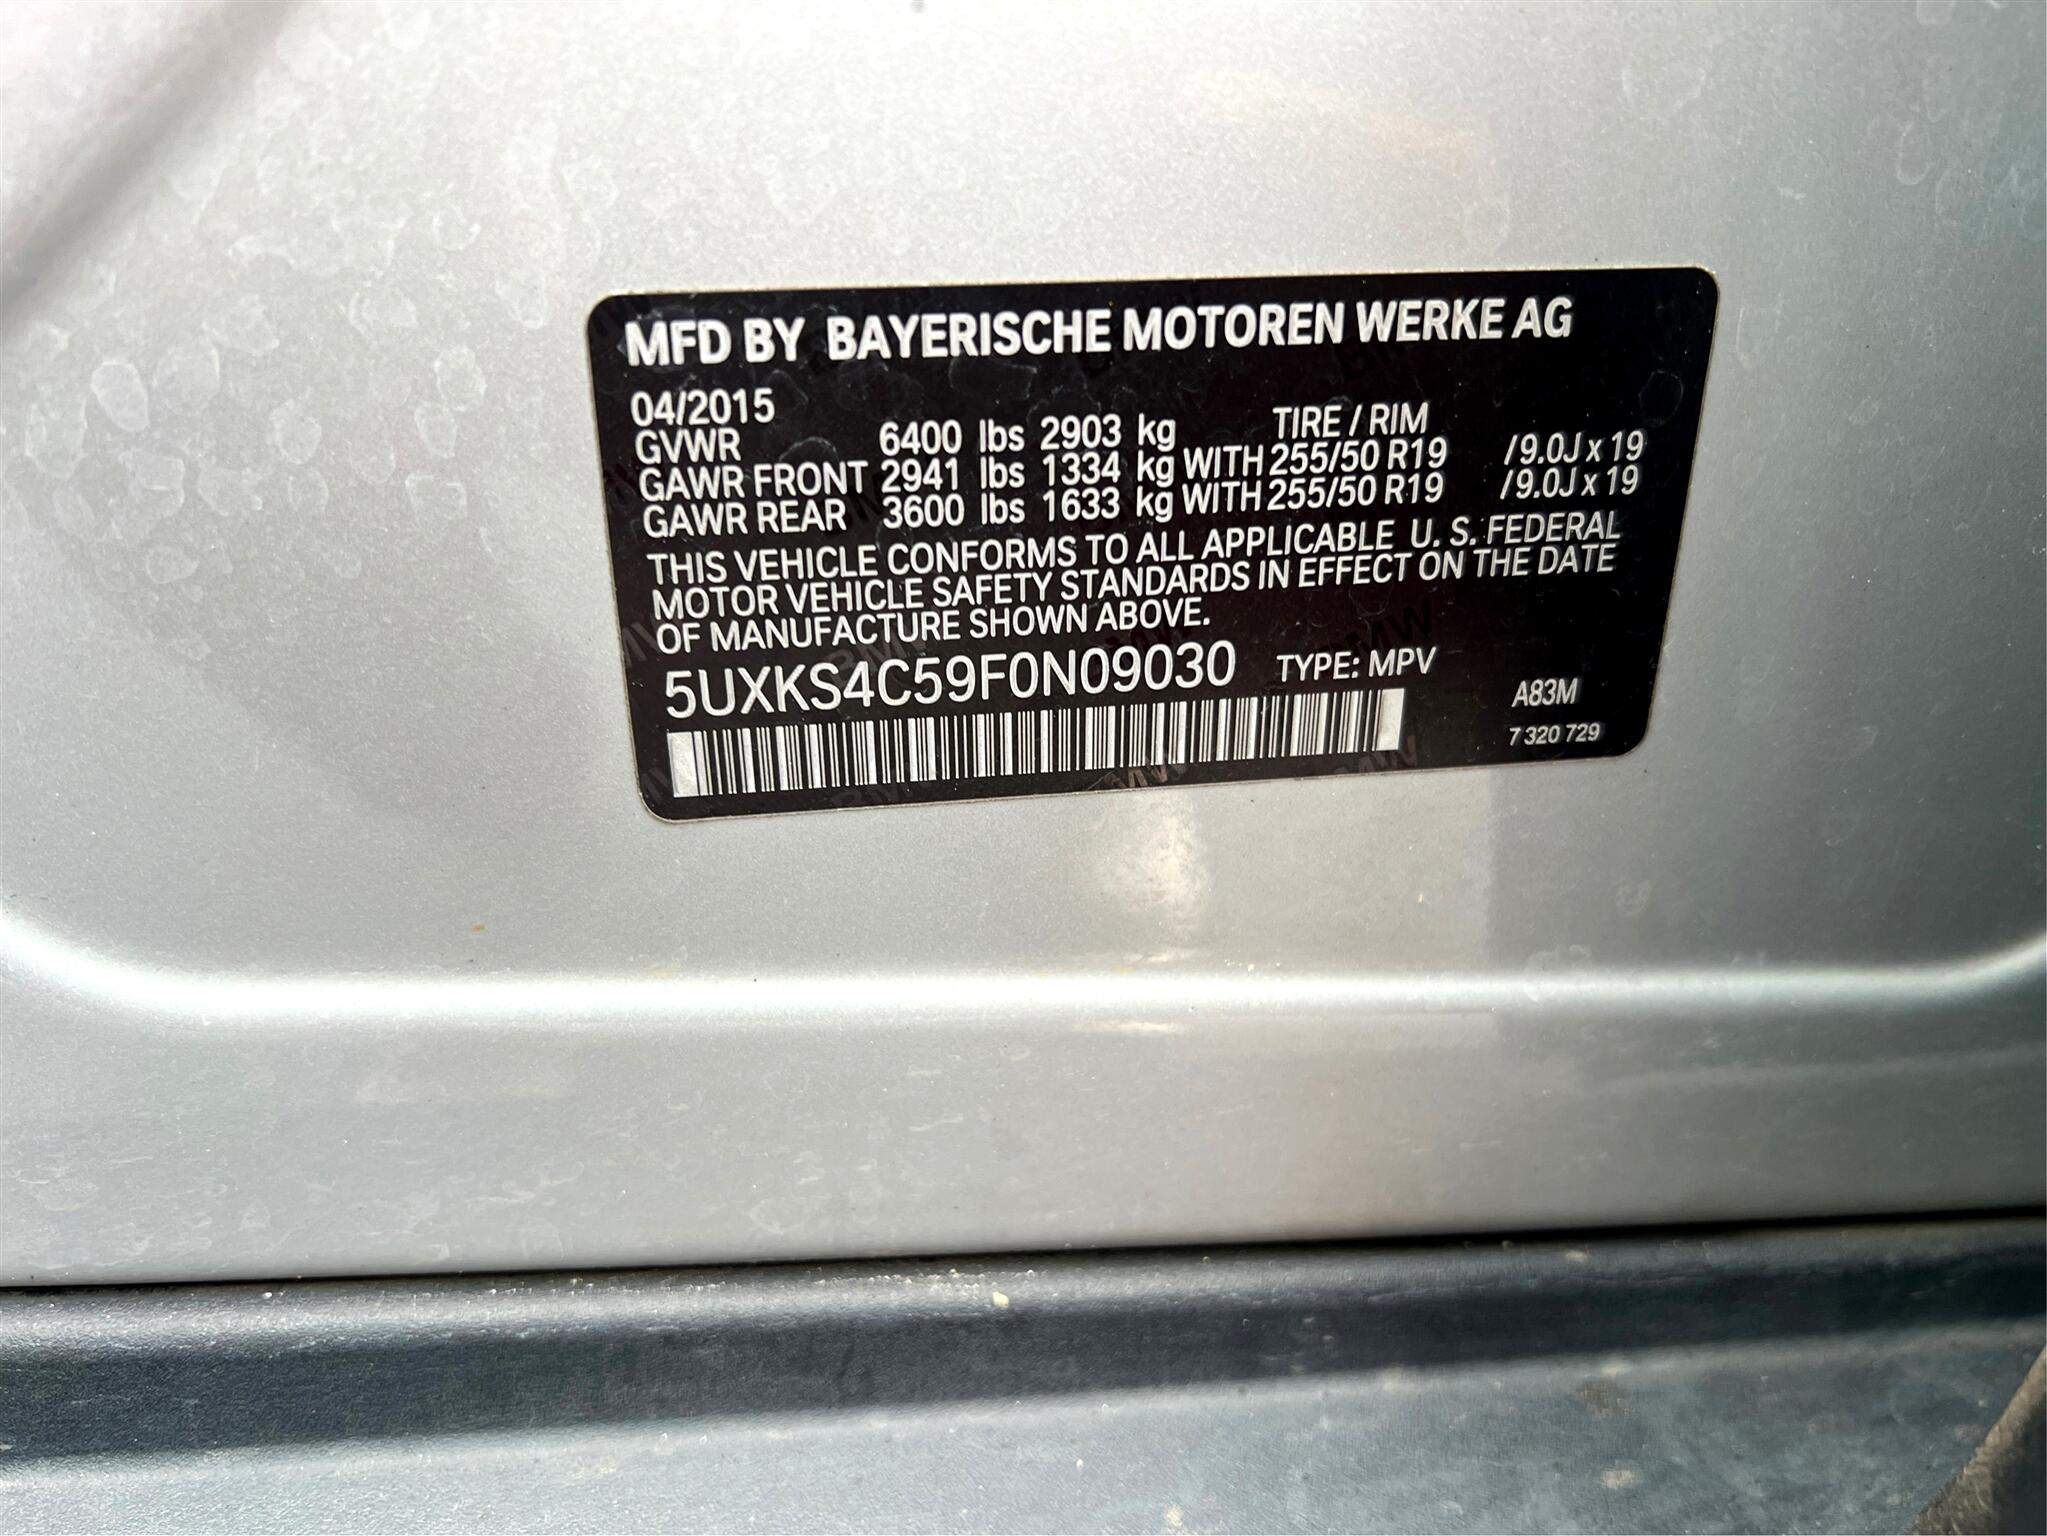 MFD BY BAYERISCHE MOTOREN WERKE AG
04/2015
TIRE / RIM
GVWR 6400 lbs 2903 kg
GAWR FRONT 2941 lbs 1334 kg WITH 255/50 R19 /9.0J x 19
GAWR REAR 3600 lbs 1633 kg WITH 255/50 R19 /9.0J x 19
THIS VEHICLE CONFORMS TO ALL APPLICABLE U. S. FEDERAL
MOTOR VEHICLE SAFETY STANDARDS IN EFFECT ON THE DATE
OF MANUFACTURE SHOWN ABOVE.
5UXKS4C59F0N09030 TYPE: MPV
A83M
7 320 729